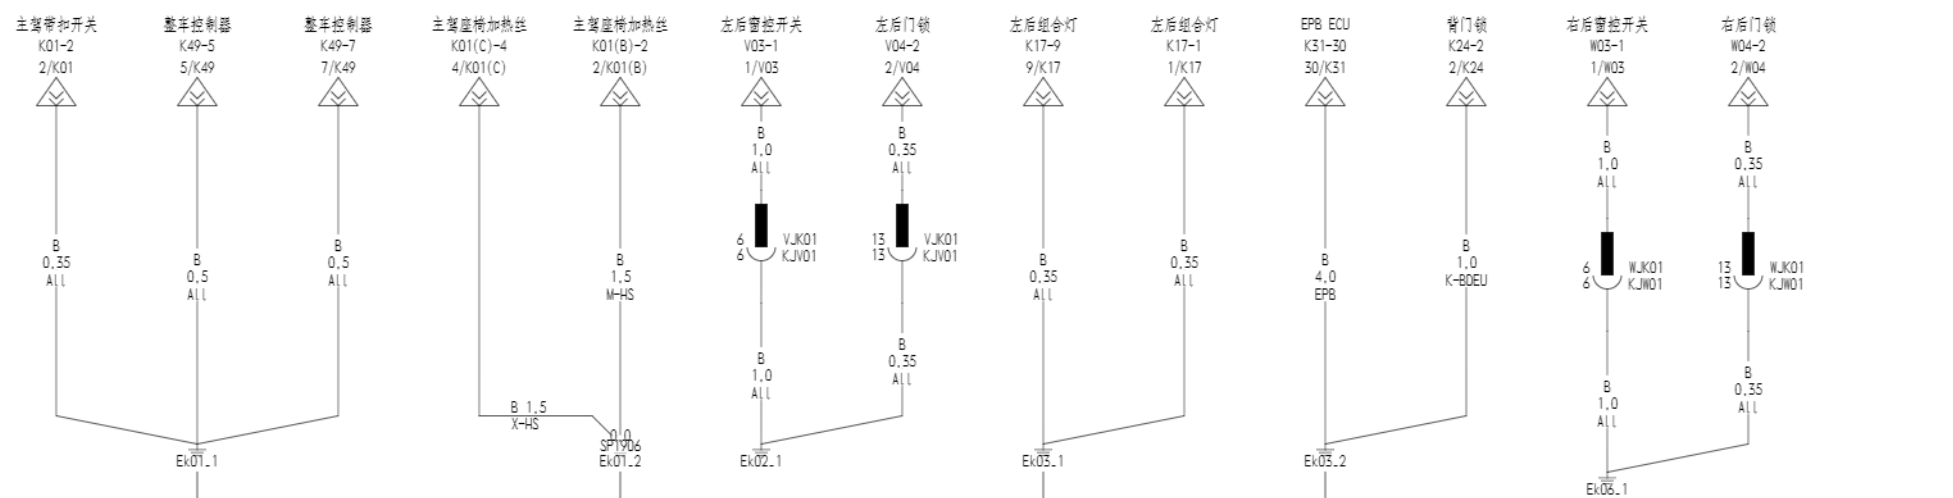 主驾带扣开关
K01-2
2/K01
整车控制器
K49-5
5/K49
整车控制器
K49-7
7/K49
主驾座椅加热丝
K01(C)-4
4/K01(C)
主驾座椅加热丝
K01(B)-2
2/K01(B)
左后窗控开关
V03-1
1/V03
左后门锁
V04-2
2/V04
左后组合灯
K17-9
9/K17
左后组合灯
K17-1
1/K17
EPB ECU
K31-30
30/K31
背门锁
K24-2
2/K24
右后窗控开关
W03-1
1/W03
右后门锁
W04-2
2/W04
B
0,35
All
B
0,5
All
B
0,5
All
B 1,5
X-HS
B
1,5
M-HS
0,0
SP1906
B
1,0
All
6 VJK01
6 KJV01
B
1,0
All
B
0,35
All
13 VJK01
13 KJV01
B
0,35
All
B
0,35
All
B
0,35
All
B
4,0
EPB
B
1,0
K-BDEU
B
1,0
All
6 WJK01
6 KJW01
B
1,0
All
B
0,35
All
13 WJK01
13 KJW01
B
0,35
All
Ek01_1
Ek01_2
Ek02_1
Ek03_1
Ek03_2
Ek06_1